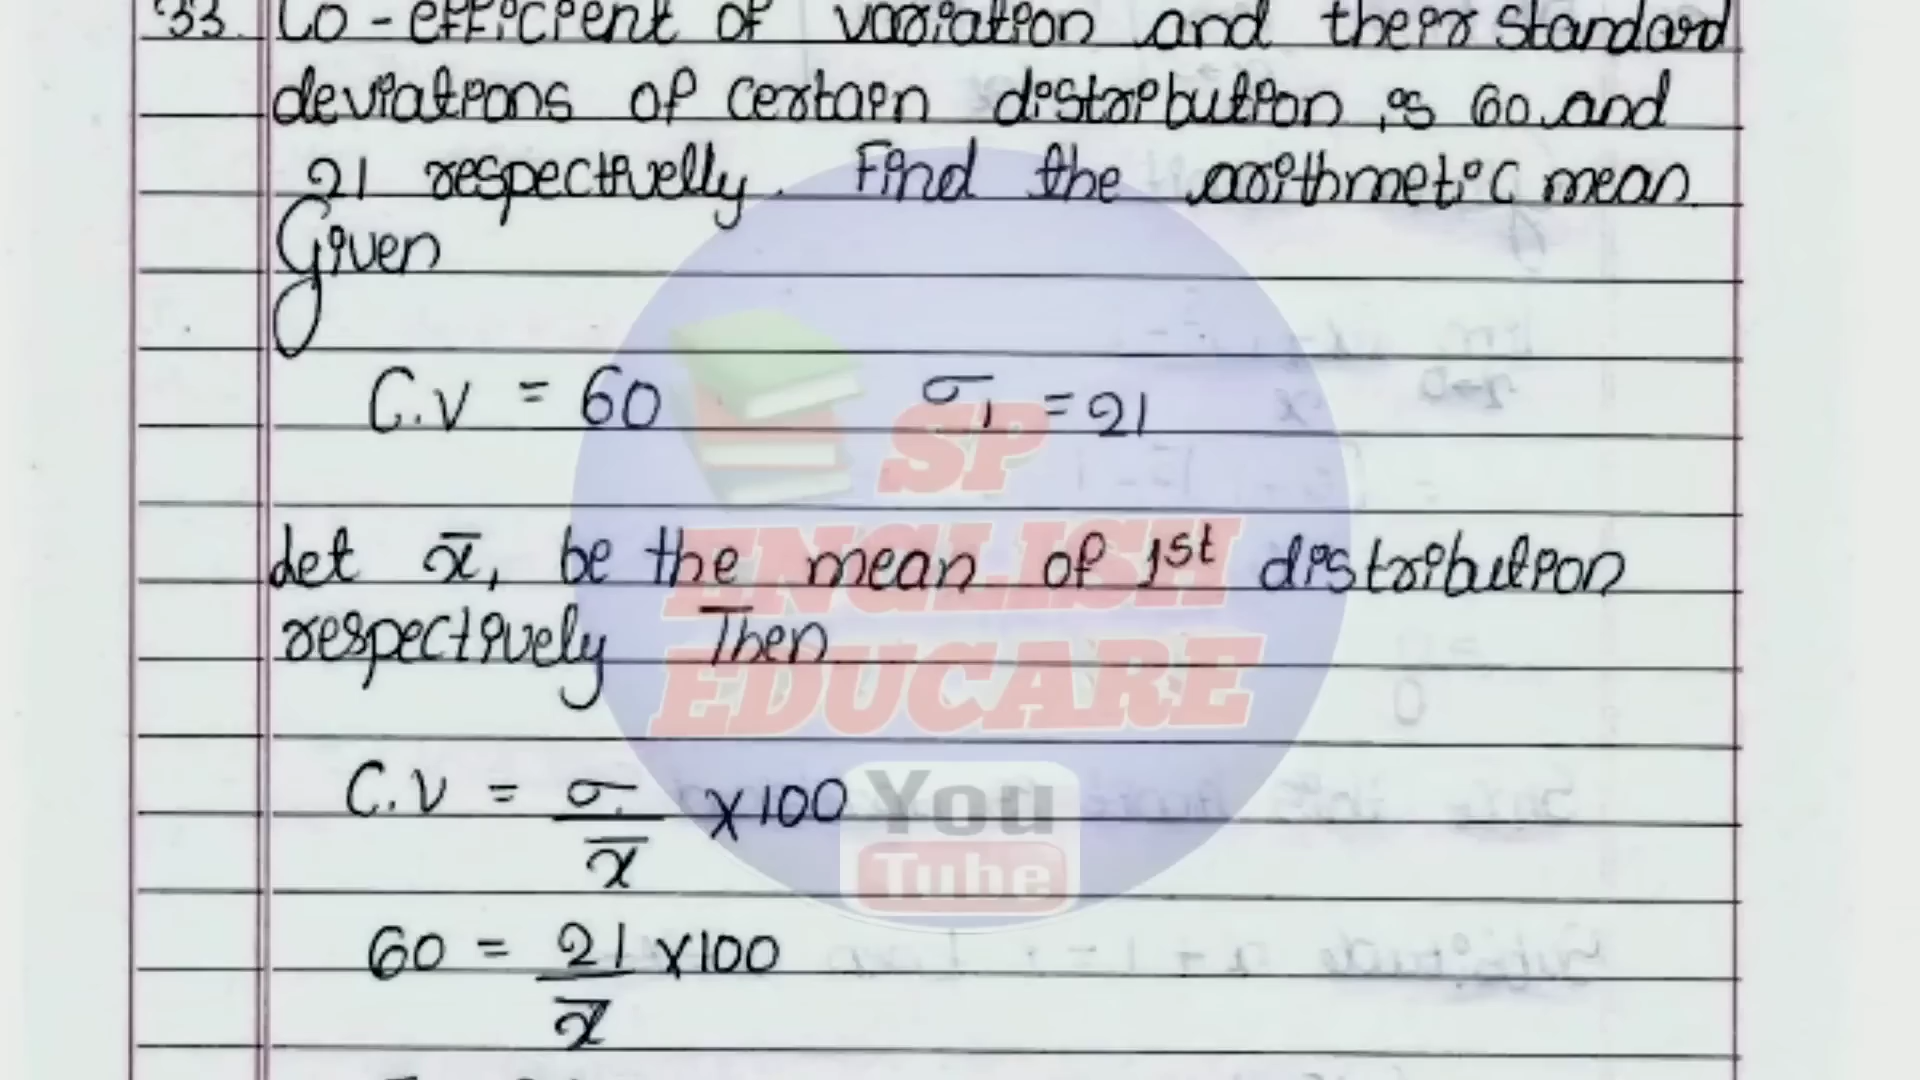 33. Co-efficient of variation and their standard
deviations of certain distribution is 60 and
21 respectivelly. Find the arithmetic mean
Given
C.V = 60 σ₁ = 21
SP
ENGLISH
let x̄, be the mean of 1st distribution
respectively Then
EDUCARE
C.V = σ/x̄ ×100
You
Tube
60 = 21/x̄ ×100